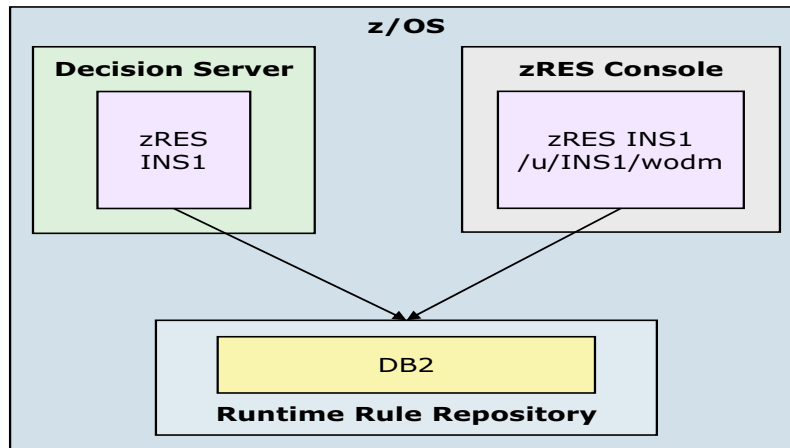 z/OS
Decision Server
zRES
INS1
zRES Console
zRES INS1
/u/INS1/wodm
DB2
Runtime Rule Repository